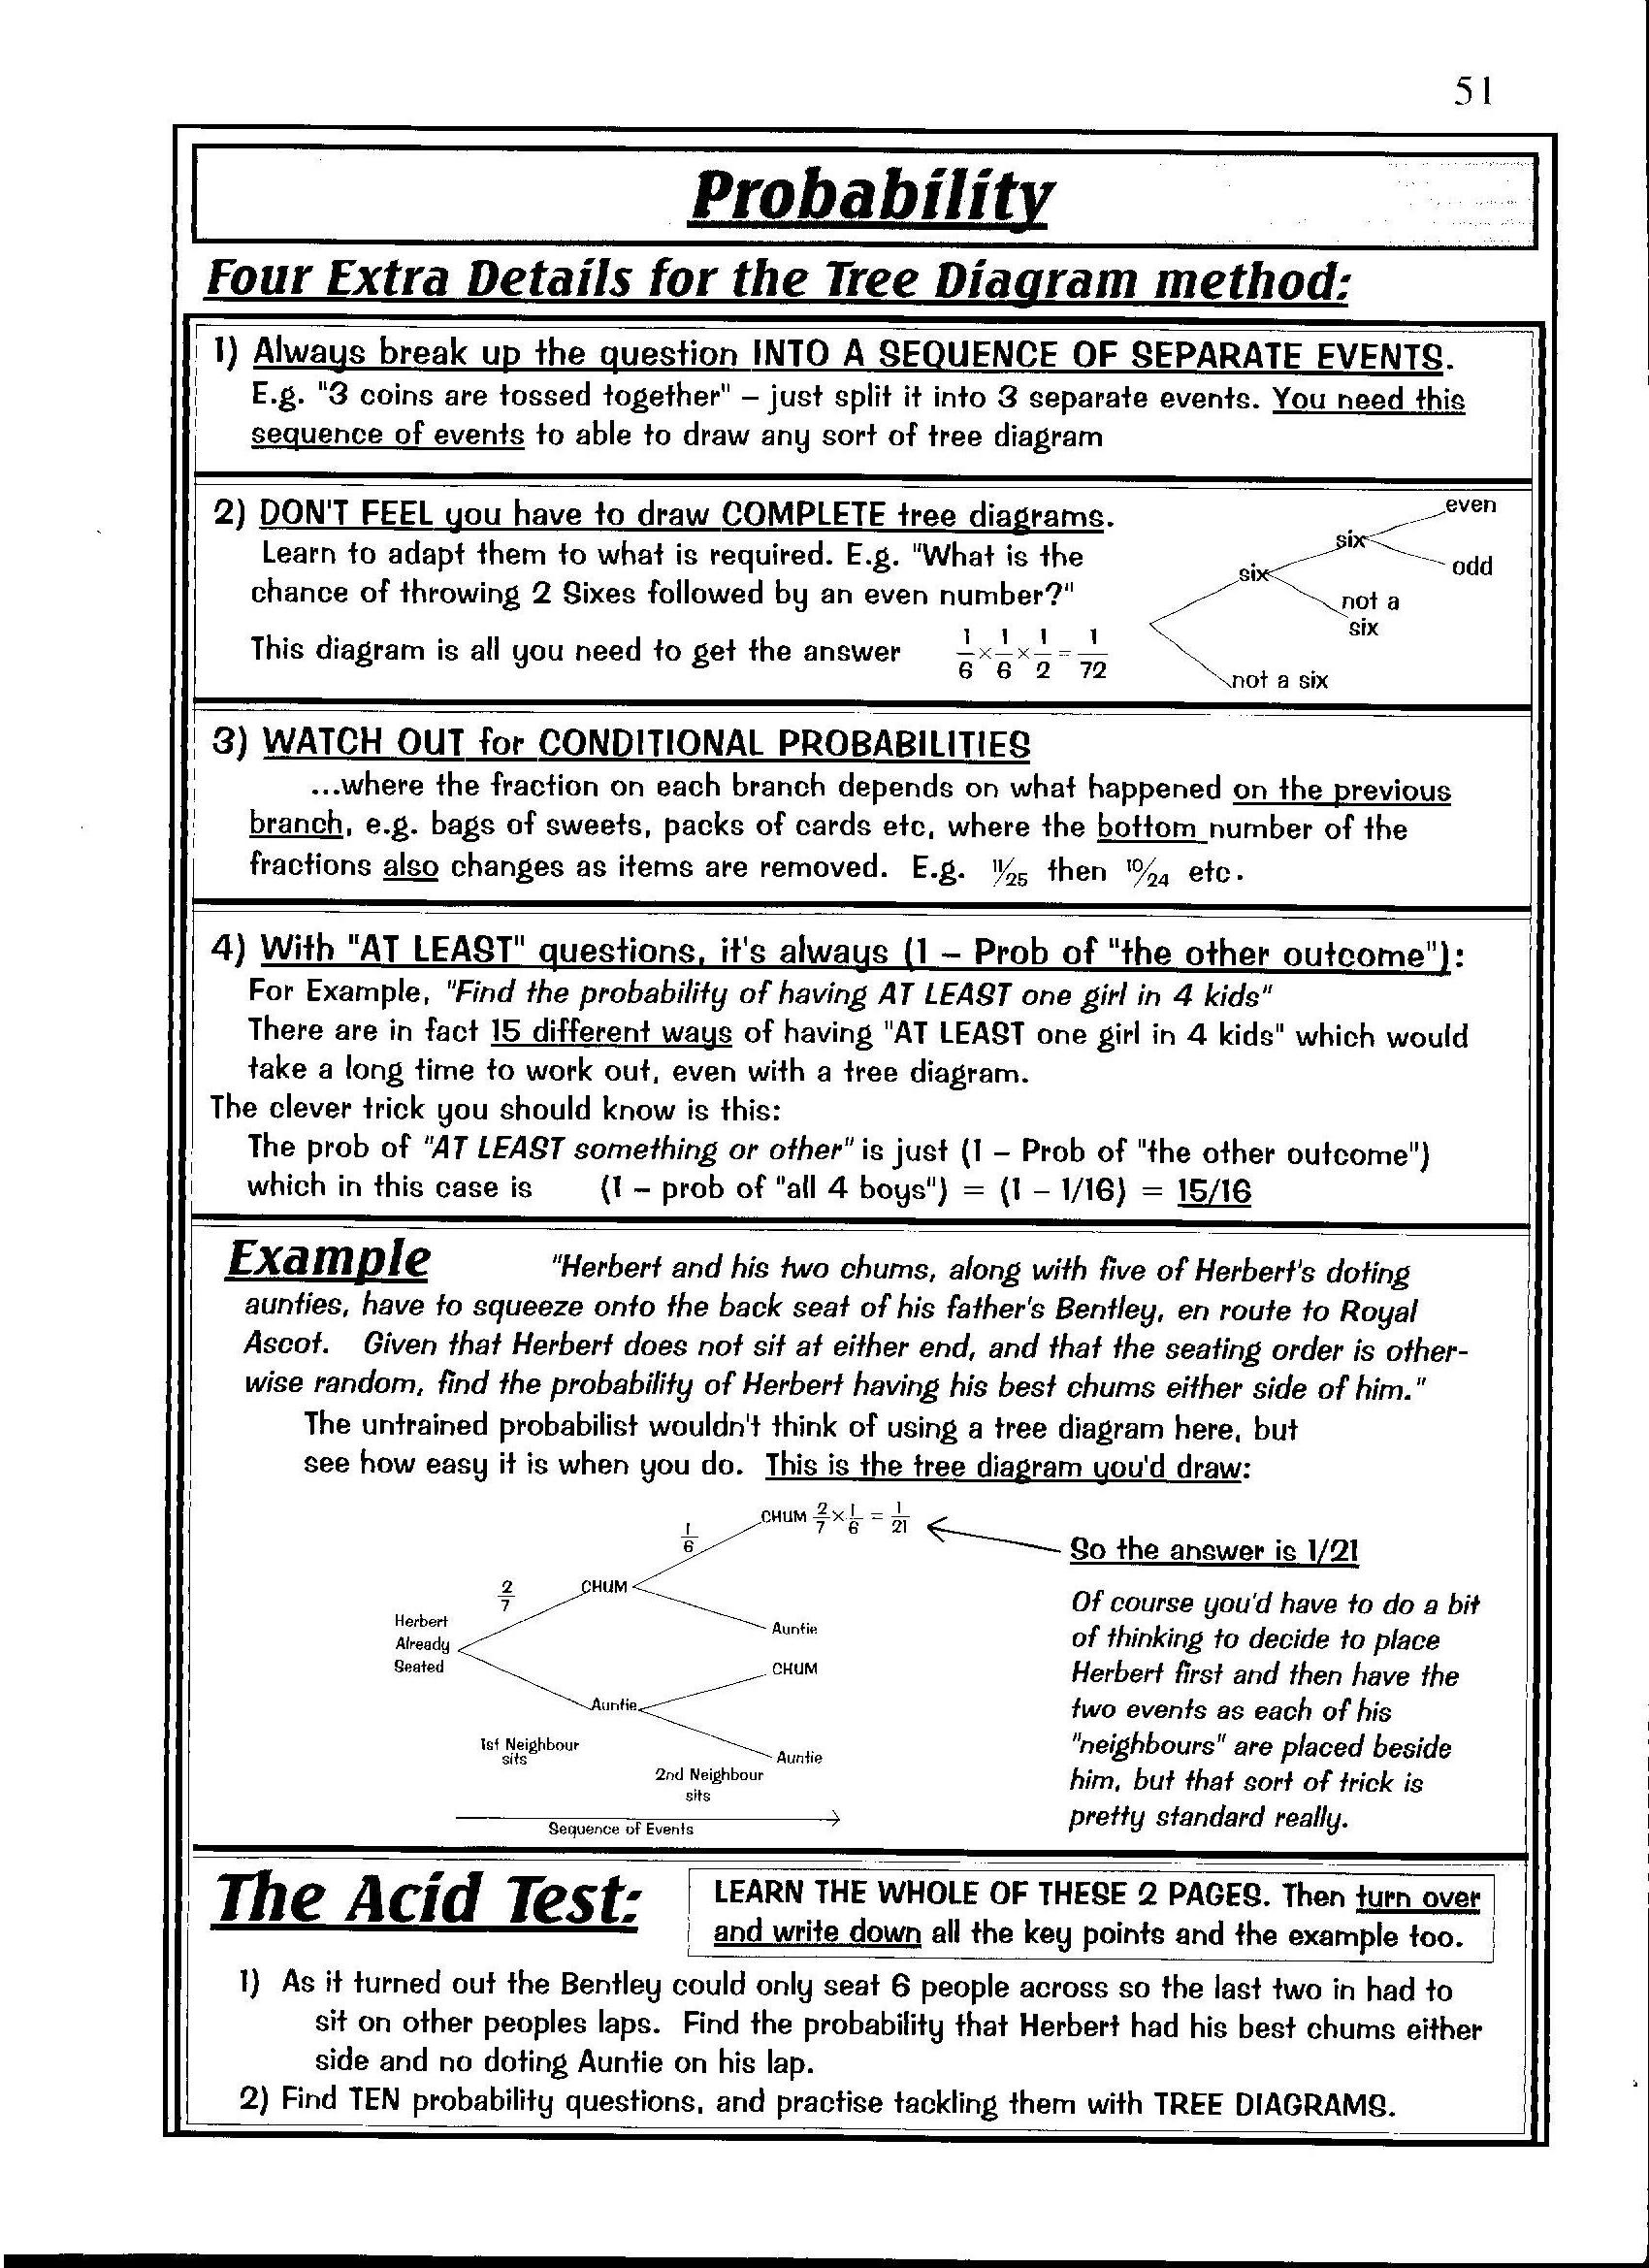 51
Probability
Four Extra Details for the Tree Diagram method:
1) Always break up the question INTO A SEQUENCE OF SEPARATE EVENTS.
E.g. "3 coins are tossed together" – just split it into 3 separate events. You need this
sequence of events to able to draw any sort of tree diagram
2) DON'T FEEL you have to draw COMPLETE tree diagrams.
Learn to adapt them to what is required. E.g. "What is the
chance of throwing 2 Sixes followed by an even number?"
This diagram is all you need to get the answer 1/6 × 1/6 × 1/2 = 1/72
even
six
odd
six
not a
six
not a six
3) WATCH OUT for CONDITIONAL PROBABILITIES
...where the fraction on each branch depends on what happened on the previous
branch, e.g. bags of sweets, packs of cards etc, where the bottom number of the
fractions also changes as items are removed. E.g. 11/25 then 10/24 etc.
4) With "AT LEAST" questions, it's always (1 – Prob of "the other outcome"):
For Example, "Find the probability of having AT LEAST one girl in 4 kids"
There are in fact 15 different ways of having "AT LEAST one girl in 4 kids" which would
take a long time to work out, even with a tree diagram.
The clever trick you should know is this:
The prob of "AT LEAST something or other" is just (1 – Prob of "the other outcome")
which in this case is (1 – prob of "all 4 boys") = (1 – 1/16) = 15/16
Example "Herbert and his two chums, along with five of Herbert's doting
aunties, have to squeeze onto the back seat of his father's Bentley, en route to Royal
Ascot. Given that Herbert does not sit at either end, and that the seating order is other-
wise random, find the probability of Herbert having his best chums either side of him."
The untrained probabilist wouldn't think of using a tree diagram here, but
see how easy it is when you do. This is the tree diagram you'd draw:
CHUM 2/7 × 1/6 = 1/21
1/6
2/7
CHUM
Auntie
Herbert
Already
Seated
CHUM
Auntie
Auntie
1st Neighbour
sits
2nd Neighbour
sits
Sequence of Events
So the answer is 1/21
Of course you'd have to do a bit
of thinking to decide to place
Herbert first and then have the
two events as each of his
"neighbours" are placed beside
him, but that sort of trick is
pretty standard really.
The Acid Test:
LEARN THE WHOLE OF THESE 2 PAGES. Then turn over
and write down all the key points and the example too.
1) As it turned out the Bentley could only seat 6 people across so the last two in had to
sit on other peoples laps. Find the probability that Herbert had his best chums either
side and no doting Auntie on his lap.
2) Find TEN probability questions, and practise tackling them with TREE DIAGRAMS.